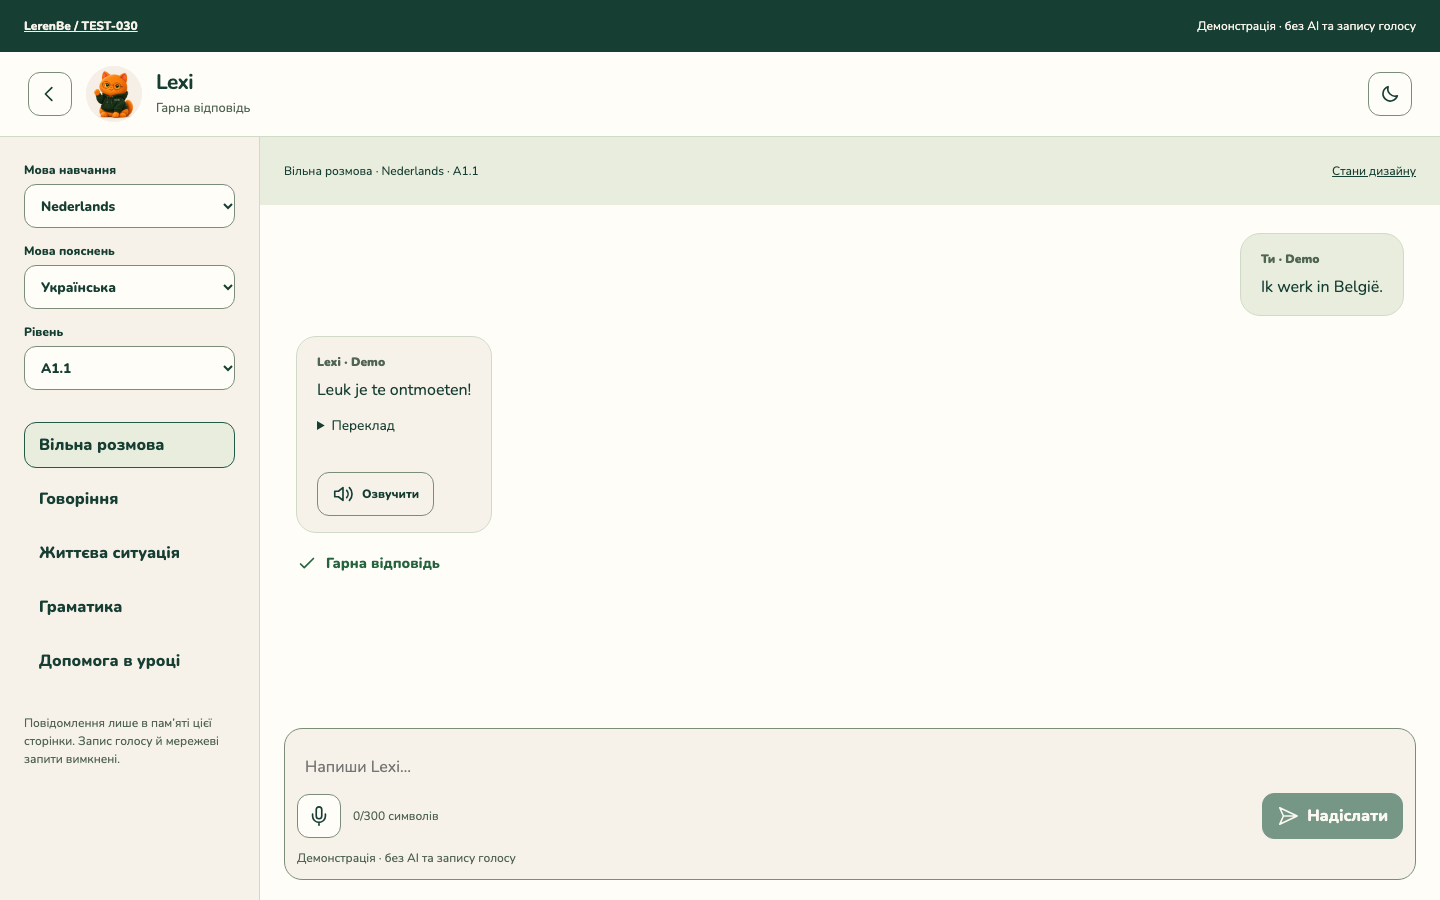 LerenBe / TEST-030
Демонстрація · без AI та запису голосу
Lexi
Гарна відповідь
Мова навчання
Nederlands
Мова пояснень
Українська
Рівень
A1.1
Вільна розмова
Говоріння
Життєва ситуація
Граматика
Допомога в уроці
Повідомлення лише в пам’яті цієї
сторінки. Запис голосу й мережеві
запити вимкнені.
Вільна розмова · Nederlands · A1.1
Стани дизайну
Ти · Demo
Ik werk in België.
Lexi · Demo
Leuk je te ontmoeten!
Переклад
Озвучити
Гарна відповідь
Напиши Lexi...
0/300 символів
Надіслати
Демонстрація · без AI та запису голосу